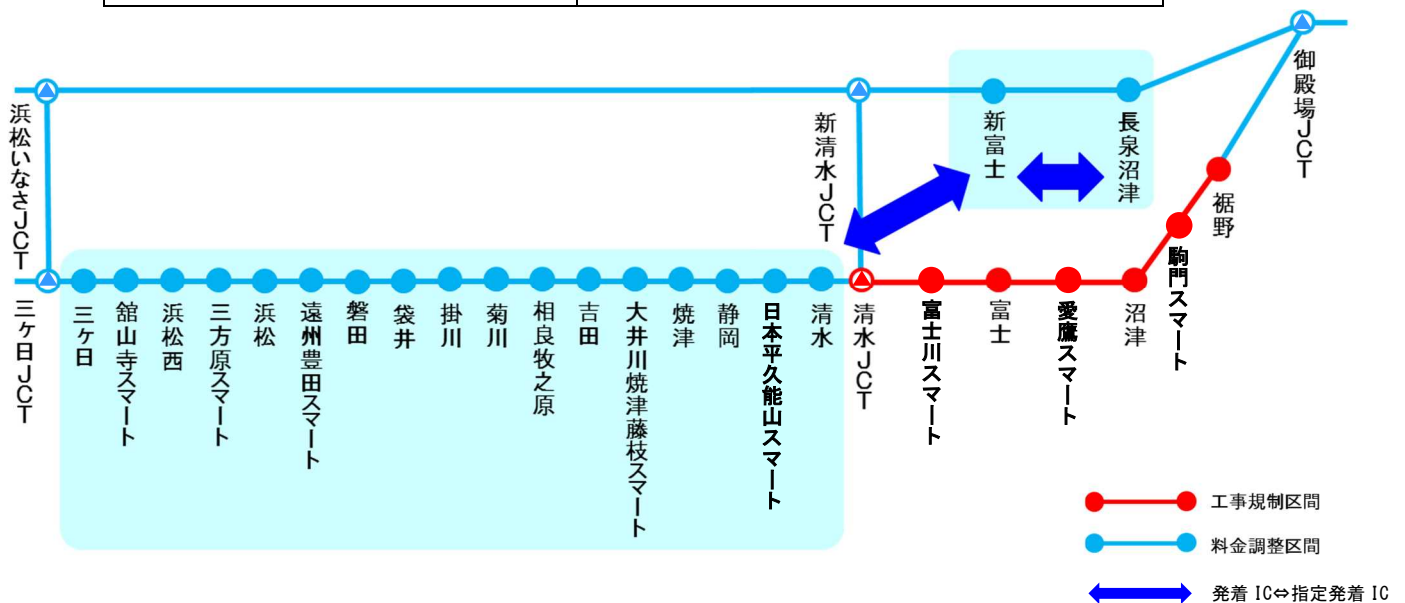 御殿場JCT
浜松いなさJCT
新清水JCT
新富士
長泉沼津
裾野
駒門スマート
三ヶ日JCT
三ヶ日
舘山寺スマート
浜松西
三方原スマート
浜松
遠州豊田スマート
磐田
袋井
掛川
菊川
相良牧之原
吉田
大井川焼津藤枝スマート
焼津
静岡
日本平久能山スマート
清水
清水JCT
富士川スマート
富士
愛鷹スマート
沼津
工事規制区間
料金調整区間
発着 IC⇔指定発着 IC